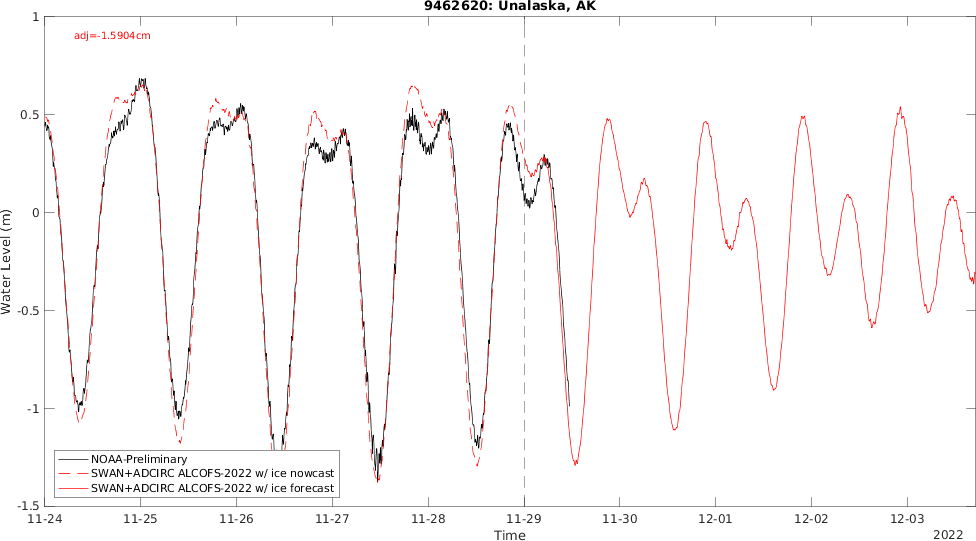 9462620: Unalaska, AK
adj=-1.5904cm
1
0.5
0
-0.5
-1
-1.5
Water Level (m)
NOAA-Preliminary
SWAN+ADCIRC ALCOFS-2022 w/ ice nowcast
SWAN+ADCIRC ALCOFS-2022 w/ ice forecast
11-24 11-25 11-26 11-27 11-28 11-29 11-30 12-01 12-02 12-03
Time
2022